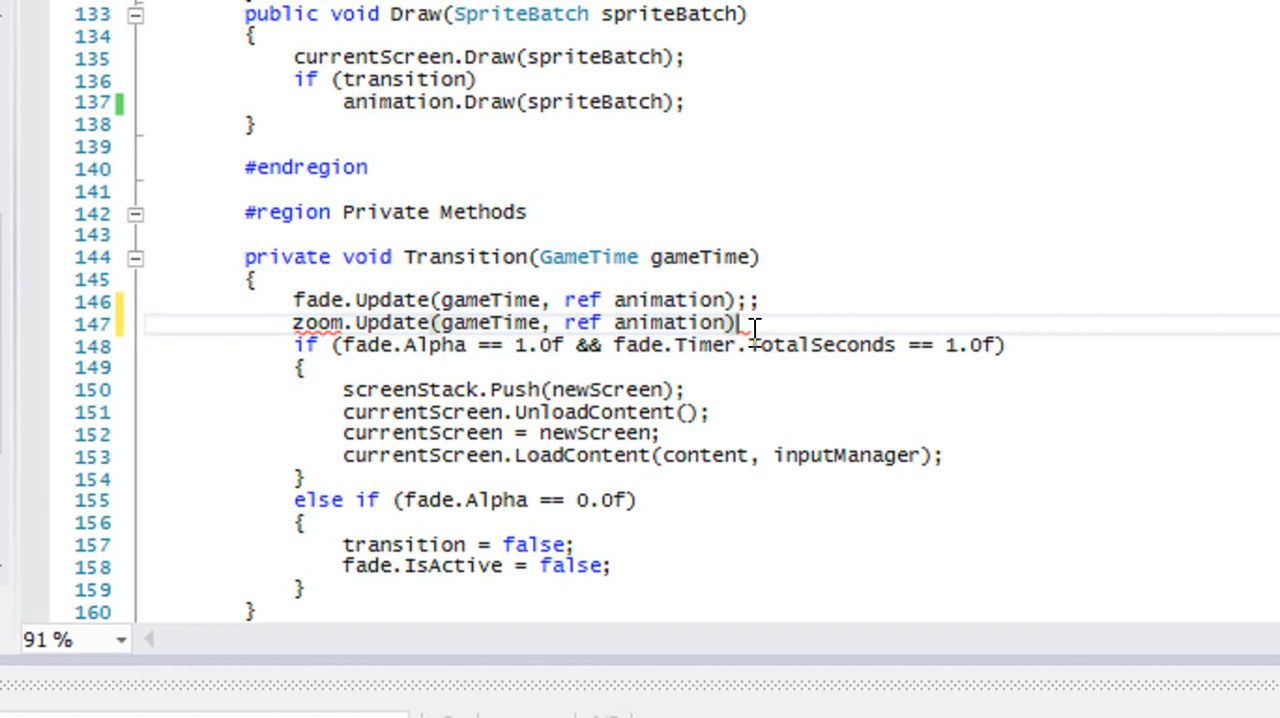 133 public void Draw(SpriteBatch spriteBatch)
134 {
135 currentScreen.Draw(spriteBatch);
136 if (transition)
137 animation.Draw(spriteBatch);
138 }
139
140 #endregion
141
142 #region Private Methods
143
144 private void Transition(GameTime gameTime)
145 {
146 fade.Update(gameTime, ref animation);;
147 zoom.Update(gameTime, ref animation)
148 if (fade.Alpha == 1.0f && fade.Timer.TotalSeconds == 1.0f)
149 {
150 screenStack.Push(newScreen);
151 currentScreen.UnloadContent();
152 currentScreen = newScreen;
153 currentScreen.LoadContent(content, inputManager);
154 }
155 else if (fade.Alpha == 0.0f)
156 {
157 transition = false;
158 fade.IsActive = false;
159 }
160 }
91 %